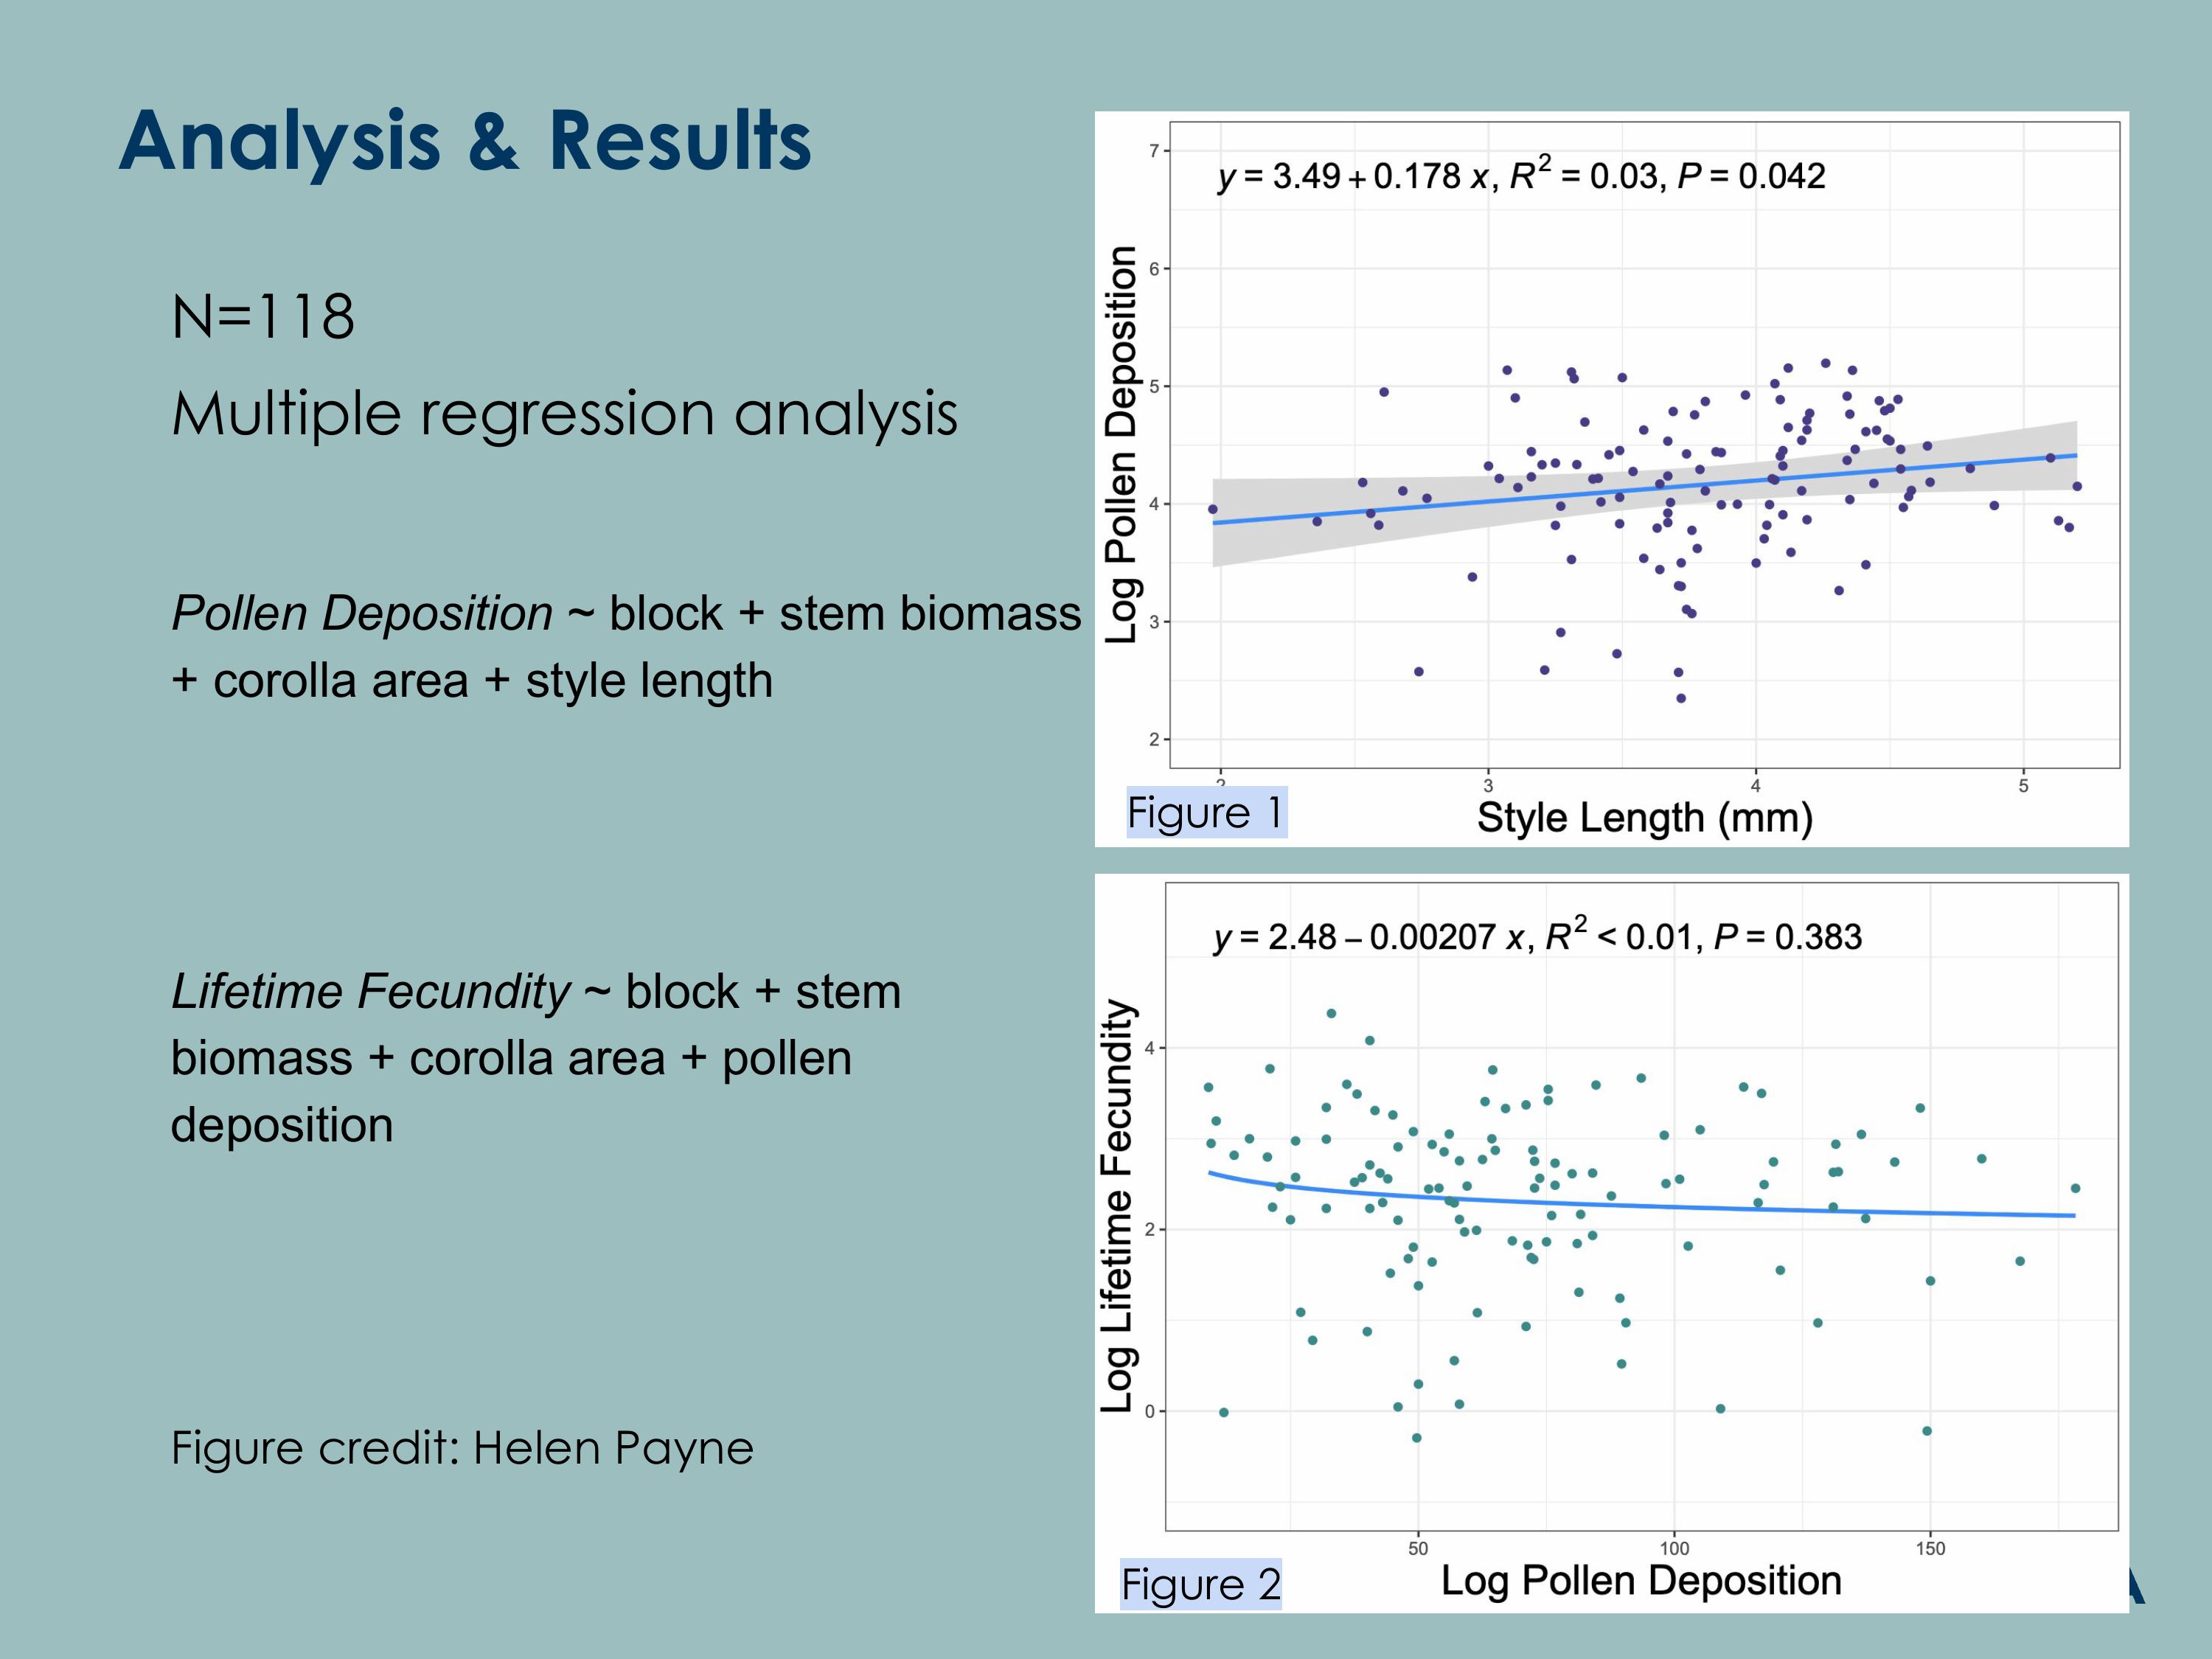 Analysis & Results
N=118
Multiple regression analysis
Pollen Deposition ~ block + stem biomass
+ corolla area + style length
Lifetime Fecundity ~ block + stem
biomass + corolla area + pollen
deposition
Figure credit: Helen Payne
y = 3.49 + 0.178 x, R² = 0.03, P = 0.042
Log Pollen Deposition
7
6
5
4
3
2
2 3 4 5
Figure 1
Style Length (mm)
y = 2.48 – 0.00207 x, R² < 0.01, P = 0.383
Log Lifetime Fecundity
4
2
0
50 100 150
Figure 2
Log Pollen Deposition